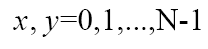 x, y=0,1,...,N-1